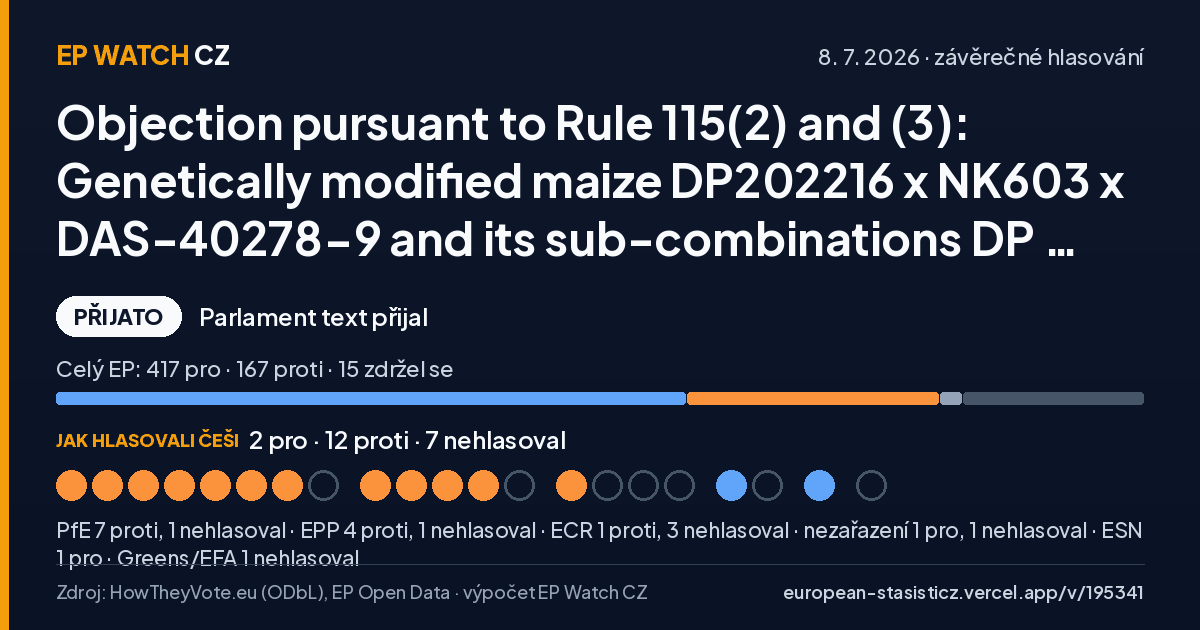 EP WATCH CZ
8. 7. 2026 · závěrečné hlasování
Objection pursuant to Rule 115(2) and (3):
Genetically modified maize DP202216 x NK603 x
DAS-40278-9 and its sub-combinations DP …
PŘIJATO Parlament text přijal
Celý EP: 417 pro · 167 proti · 15 zdržel se
JAK HLASOVALI ČEŠI 2 pro · 12 proti · 7 nehlasoval
PfE 7 proti, 1 nehlasoval · EPP 4 proti, 1 nehlasoval · ECR 1 proti, 3 nehlasoval · nezařazení 1 pro, 1 nehlasoval · ESN
1 pro · Greens/EFA 1 nehlasoval
Zdroj: HowTheyVote.eu (ODbL), EP Open Data · výpočet EP Watch CZ
european-stasisticz.vercel.app/v/195341